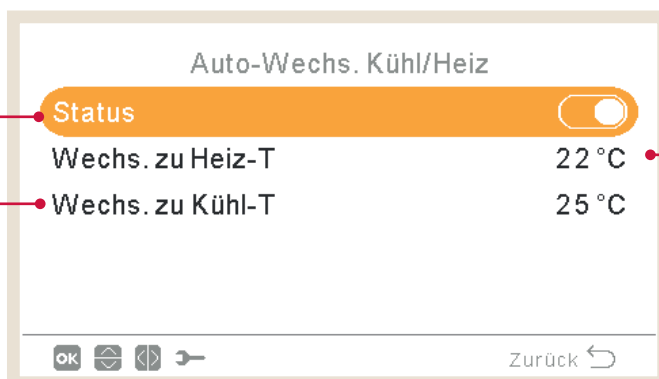 Auto-Wechs. Kühl/Heiz
Status
Wechs. zu Heiz-T 22°C
Wechs. zu Kühl-T 25°C
OK Zurück